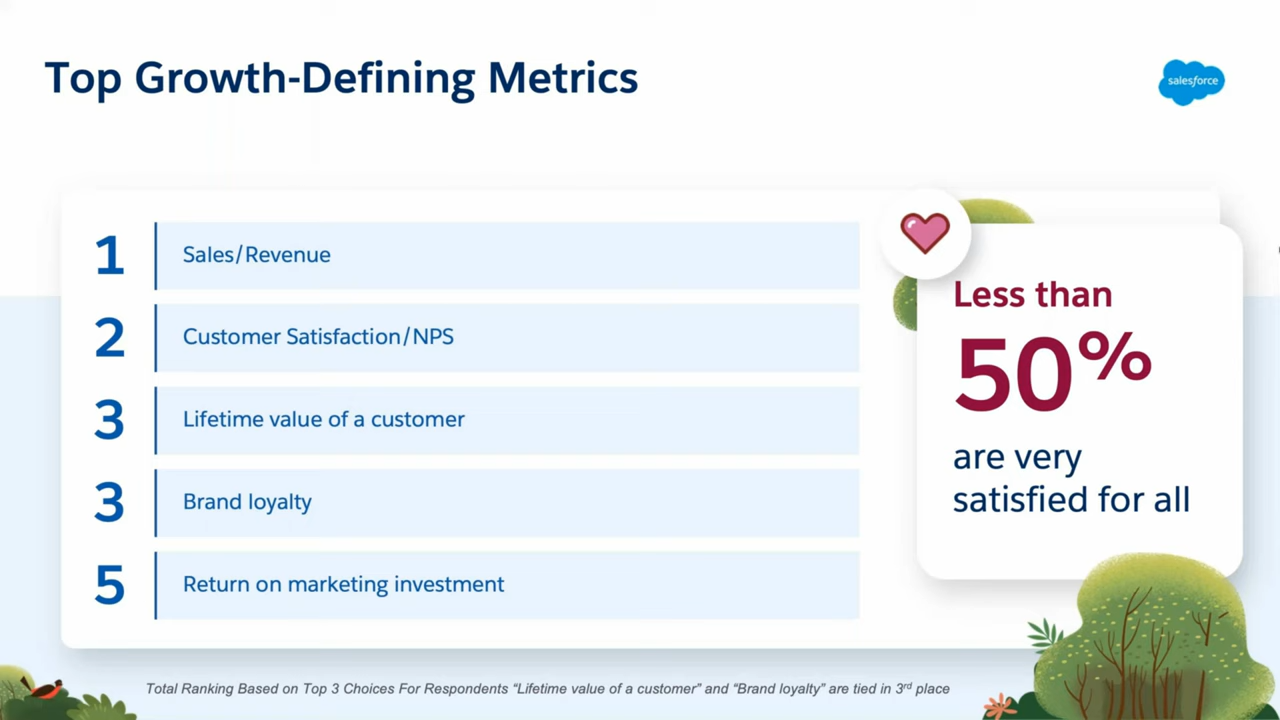 Top Growth-Defining Metrics
salesforce
1 Sales/Revenue
2 Customer Satisfaction/NPS
3 Lifetime value of a customer
3 Brand loyalty
5 Return on marketing investment
Less than
50%
are very
satisfied for all
Total Ranking Based on Top 3 Choices For Respondents “Lifetime value of a customer” and “Brand loyalty” are tied in 3rd place